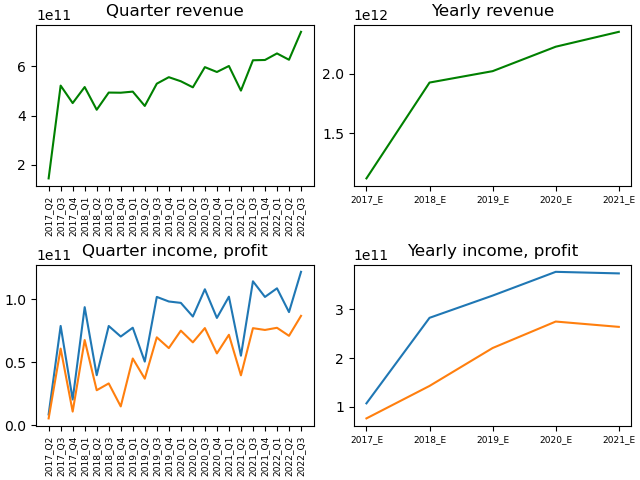 Quarter revenue
1e11
6
4
2
2017_Q2
2017_Q3
2017_Q4
2018_Q1
2018_Q2
2018_Q3
2018_Q4
2019_Q1
2019_Q2
2019_Q3
2019_Q4
2020_Q1
2020_Q2
2020_Q3
2020_Q4
2021_Q1
2021_Q2
2021_Q3
2021_Q4
2022_Q1
2022_Q2
2022_Q3
Yearly revenue
1e12
2.0
1.5
2017_E
2018_E
2019_E
2020_E
2021_E
Quarter income, profit
1e11
1.0
0.5
0.0
2017_Q2
2017_Q3
2017_Q4
2018_Q1
2018_Q2
2018_Q3
2018_Q4
2019_Q1
2019_Q2
2019_Q3
2019_Q4
2020_Q1
2020_Q2
2020_Q3
2020_Q4
2021_Q1
2021_Q2
2021_Q3
2021_Q4
2022_Q1
2022_Q2
2022_Q3
Yearly income, profit
1e11
3
2
1
2017_E
2018_E
2019_E
2020_E
2021_E